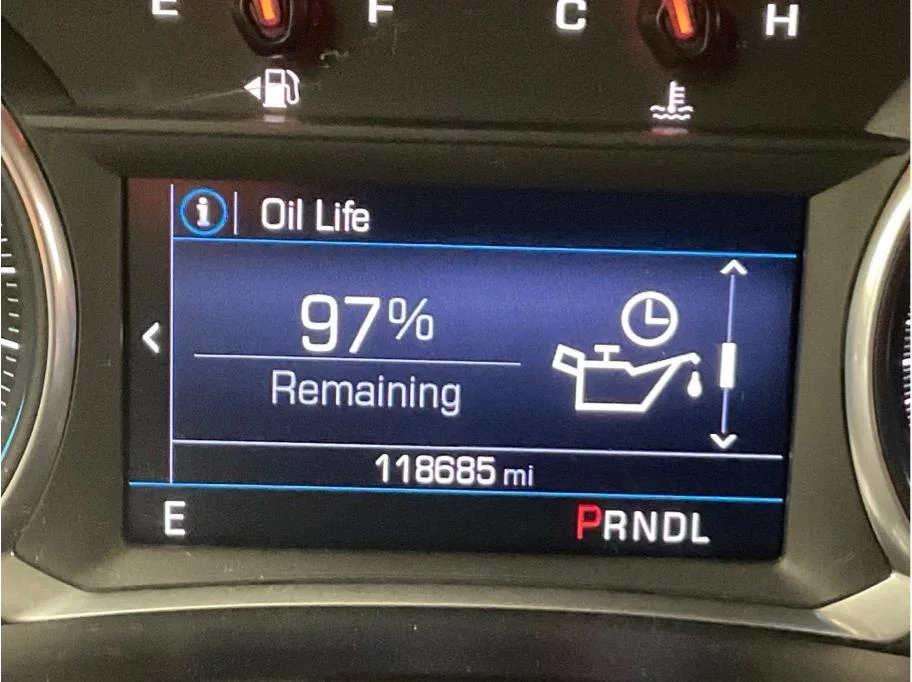 E F C H
i Oil Life
97%
Remaining
118685 mi
E PRNDL